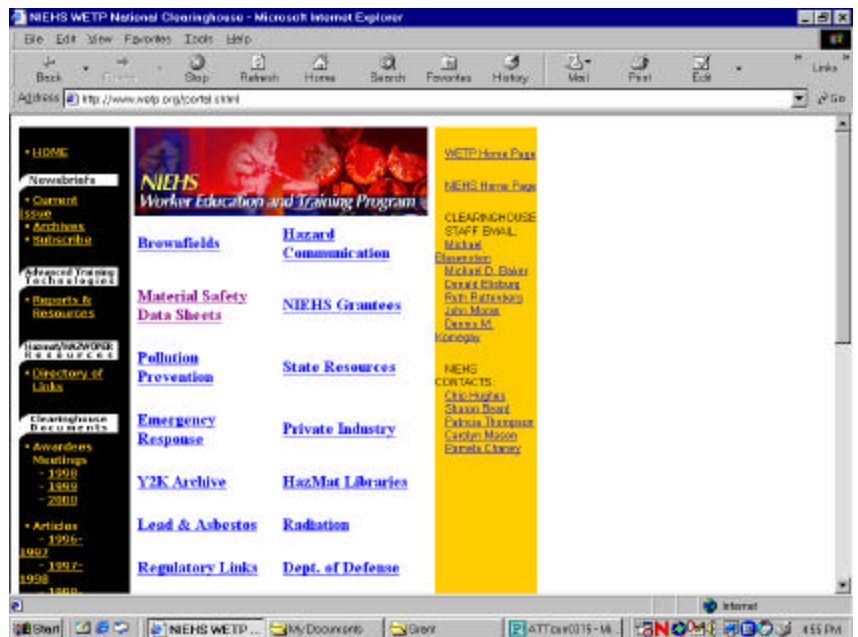 NIEHS WETP National Clearinghouse - Microsoft Internet Explorer
File Edit View Favorites Tools Help
Back Stop Refresh Home Search Favorites History Mail Print Edit Links
Address http://www.wetp.org/portal.shtml Go
• HOME
Newsbriefs
• Current
Issue
• Archives
• Subscribe
Advanced Training
Technologies
• Reports &
Resources
Hazmat/HAZWOPER
Resources
• Directory of
Links
Clearinghouse
Documents
• Awardees
Meetings
- 1998
- 1999
- 2000
• Articles
- 1996-
1997
- 1997-
1998
NIEHS
Worker Education and Training Program
Brownfields
Hazard
Communication
Material Safety
Data Sheets
NIEHS Grantees
Pollution
Prevention
State Resources
Emergency
Response
Private Industry
Y2K Archive
HazMat Libraries
Lead & Asbestos
Radiation
Regulatory Links
Dept. of Defense
WETP Home Page
NIEHS Home Page
CLEARINGHOUSE
STAFF EMAIL:
Michael
Michael D. Baker
Donald Elisburg
Ruth Ruttenberg
John Moran
Dennis M.
NIEHS
CONTACTS:
Chip Hughes
Sharon Beard
Patricia Thompson
Carolyn Mason
Pamela Chaney
Internet
Start NIEHS WETP ... My Documents Grant 4:55 PM